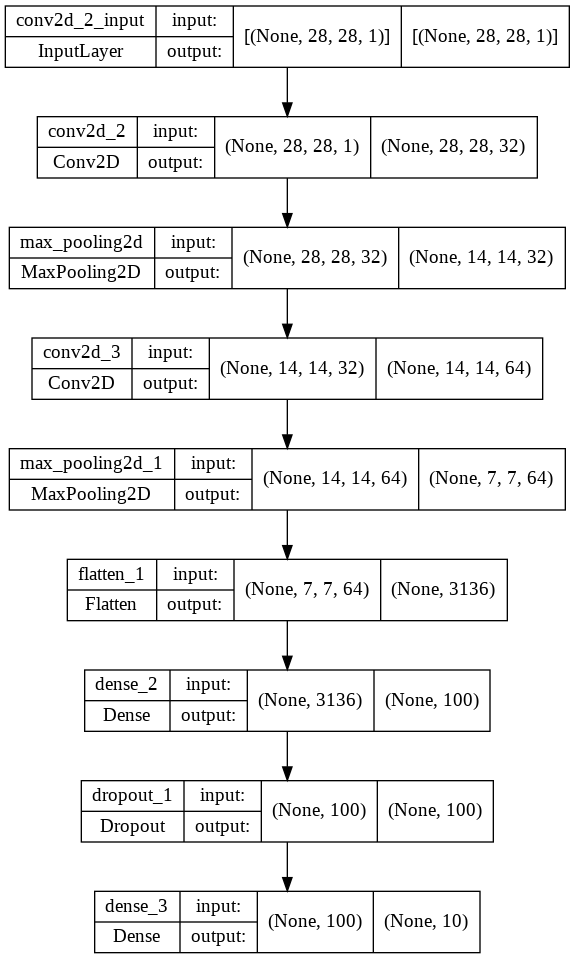 conv2d_2_input input: [(None, 28, 28, 1)] [(None, 28, 28, 1)]
InputLayer output:
conv2d_2 input: (None, 28, 28, 1) (None, 28, 28, 32)
Conv2D output:
max_pooling2d input: (None, 28, 28, 32) (None, 14, 14, 32)
MaxPooling2D output:
conv2d_3 input: (None, 14, 14, 32) (None, 14, 14, 64)
Conv2D output:
max_pooling2d_1 input: (None, 14, 14, 64) (None, 7, 7, 64)
MaxPooling2D output:
flatten_1 input: (None, 7, 7, 64) (None, 3136)
Flatten output:
dense_2 input: (None, 3136) (None, 100)
Dense output:
dropout_1 input: (None, 100) (None, 100)
Dropout output:
dense_3 input: (None, 100) (None, 10)
Dense output: